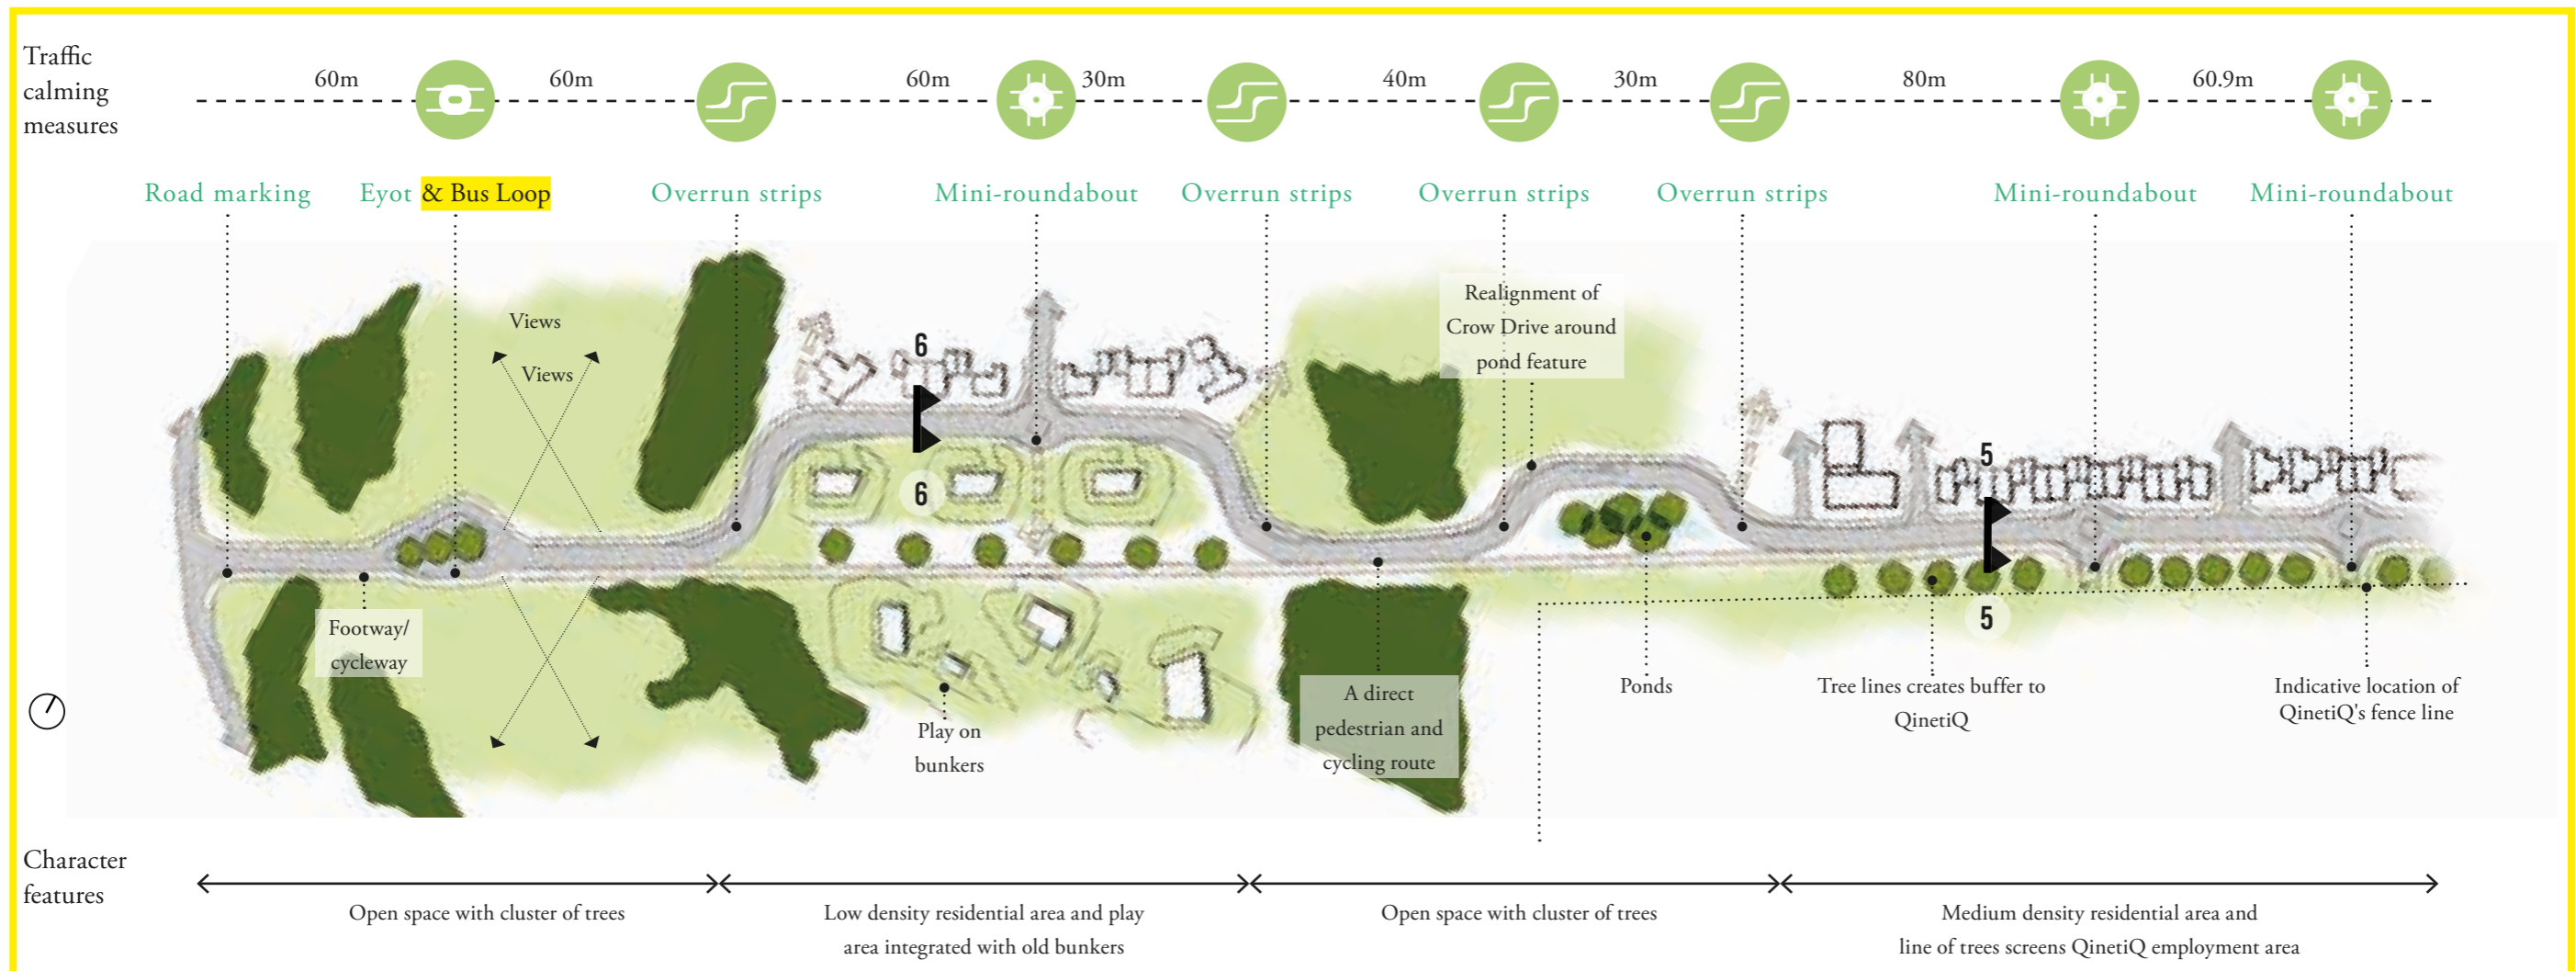 Traffic
calming
measures
60m
60m
60m
30m
40m
30m
80m
60.9m
Road marking
Eyot & Bus Loop
Overrun strips
Mini-roundabout
Overrun strips
Overrun strips
Overrun strips
Mini-roundabout
Mini-roundabout
Views
Views
6
6
Realignment of
Crow Drive around
pond feature
5
5
Footway/
cycleway
Play on
bunkers
A direct
pedestrian and
cycling route
Ponds
Tree lines creates buffer to
QinetiQ
Indicative location of
QinetiQ's fence line
Character
features
Open space with cluster of trees
Low density residential area and play
area integrated with old bunkers
Open space with cluster of trees
Medium density residential area and
line of trees screens QinetiQ employment area